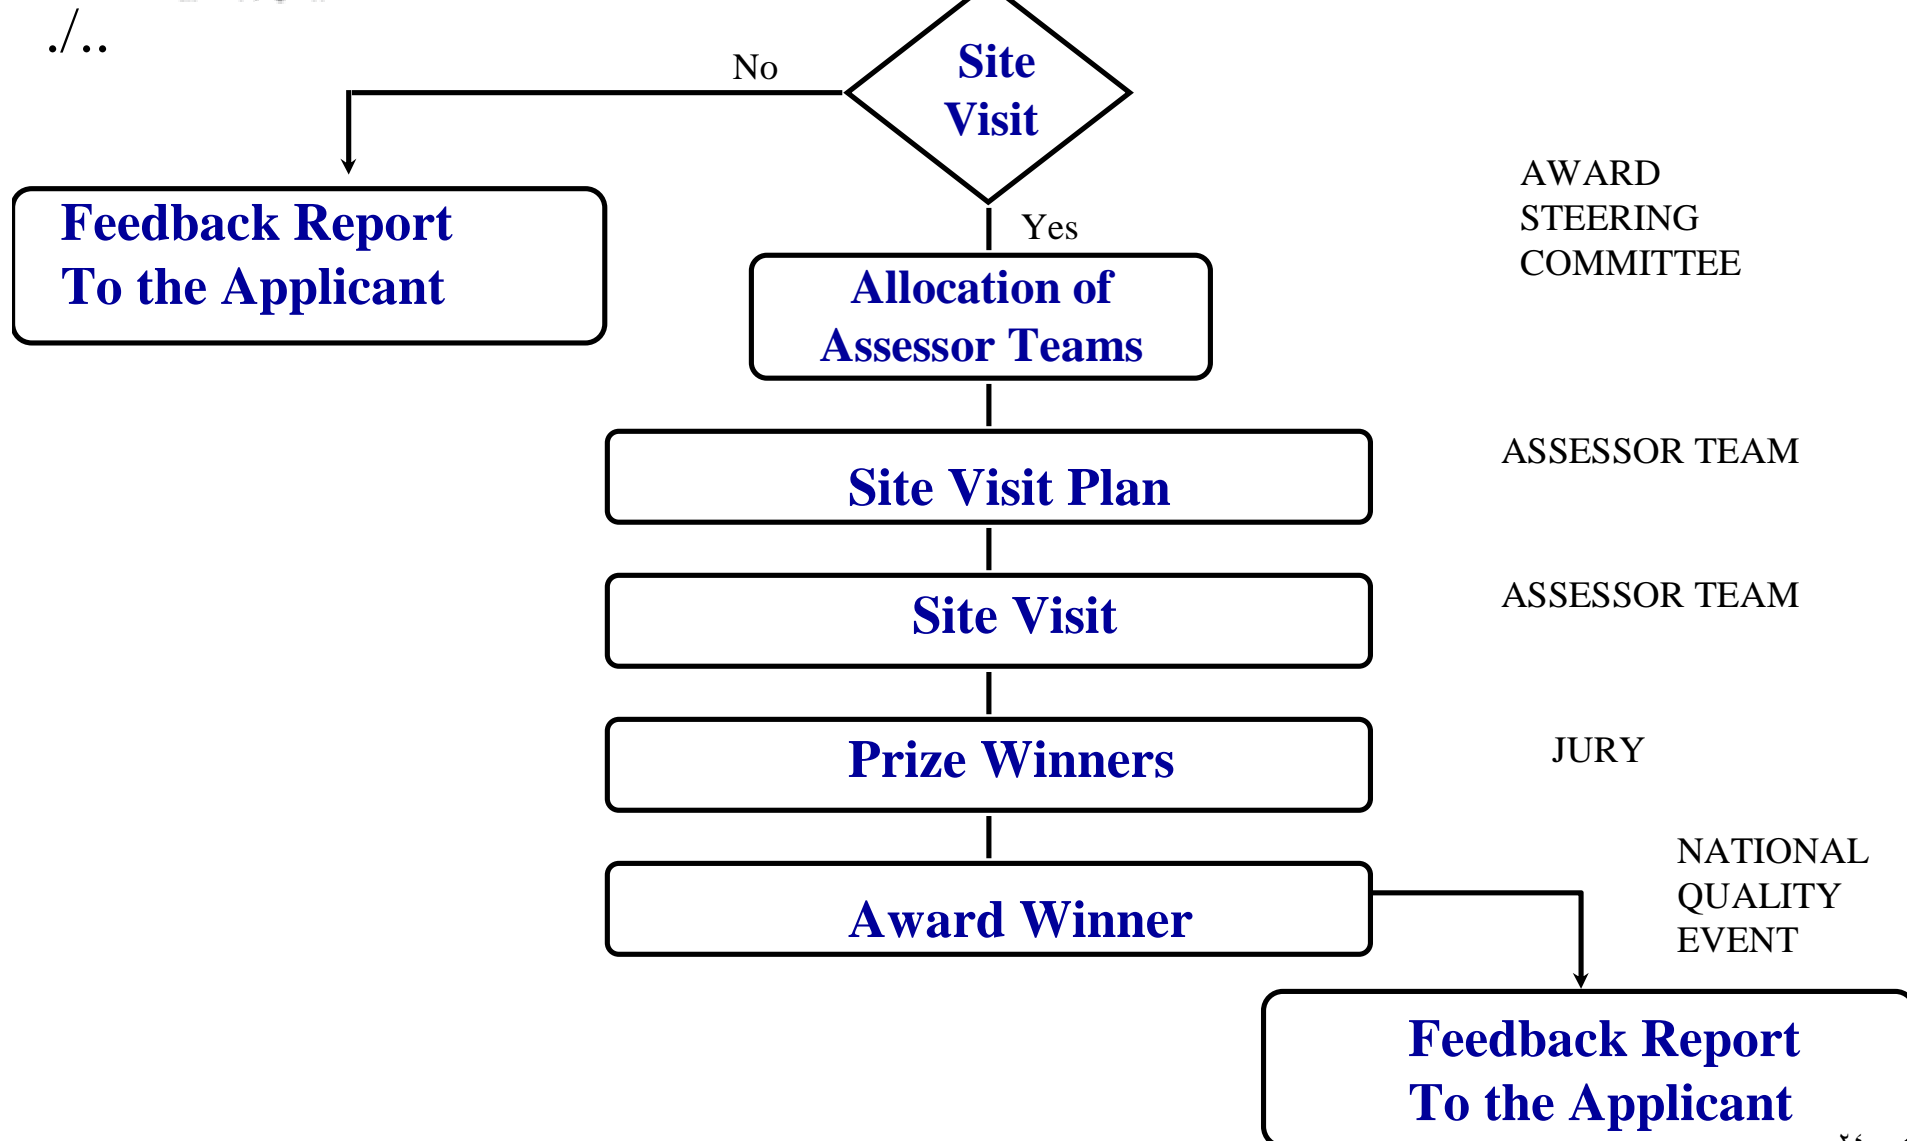 ./..
No
Site
Visit
Yes
Feedback Report
To the Applicant
AWARD
STEERING
COMMITTEE
Allocation of
Assessor Teams
Site Visit Plan
ASSESSOR TEAM
Site Visit
ASSESSOR TEAM
Prize Winners
JURY
Award Winner
NATIONAL
QUALITY
EVENT
Feedback Report
To the Applicant